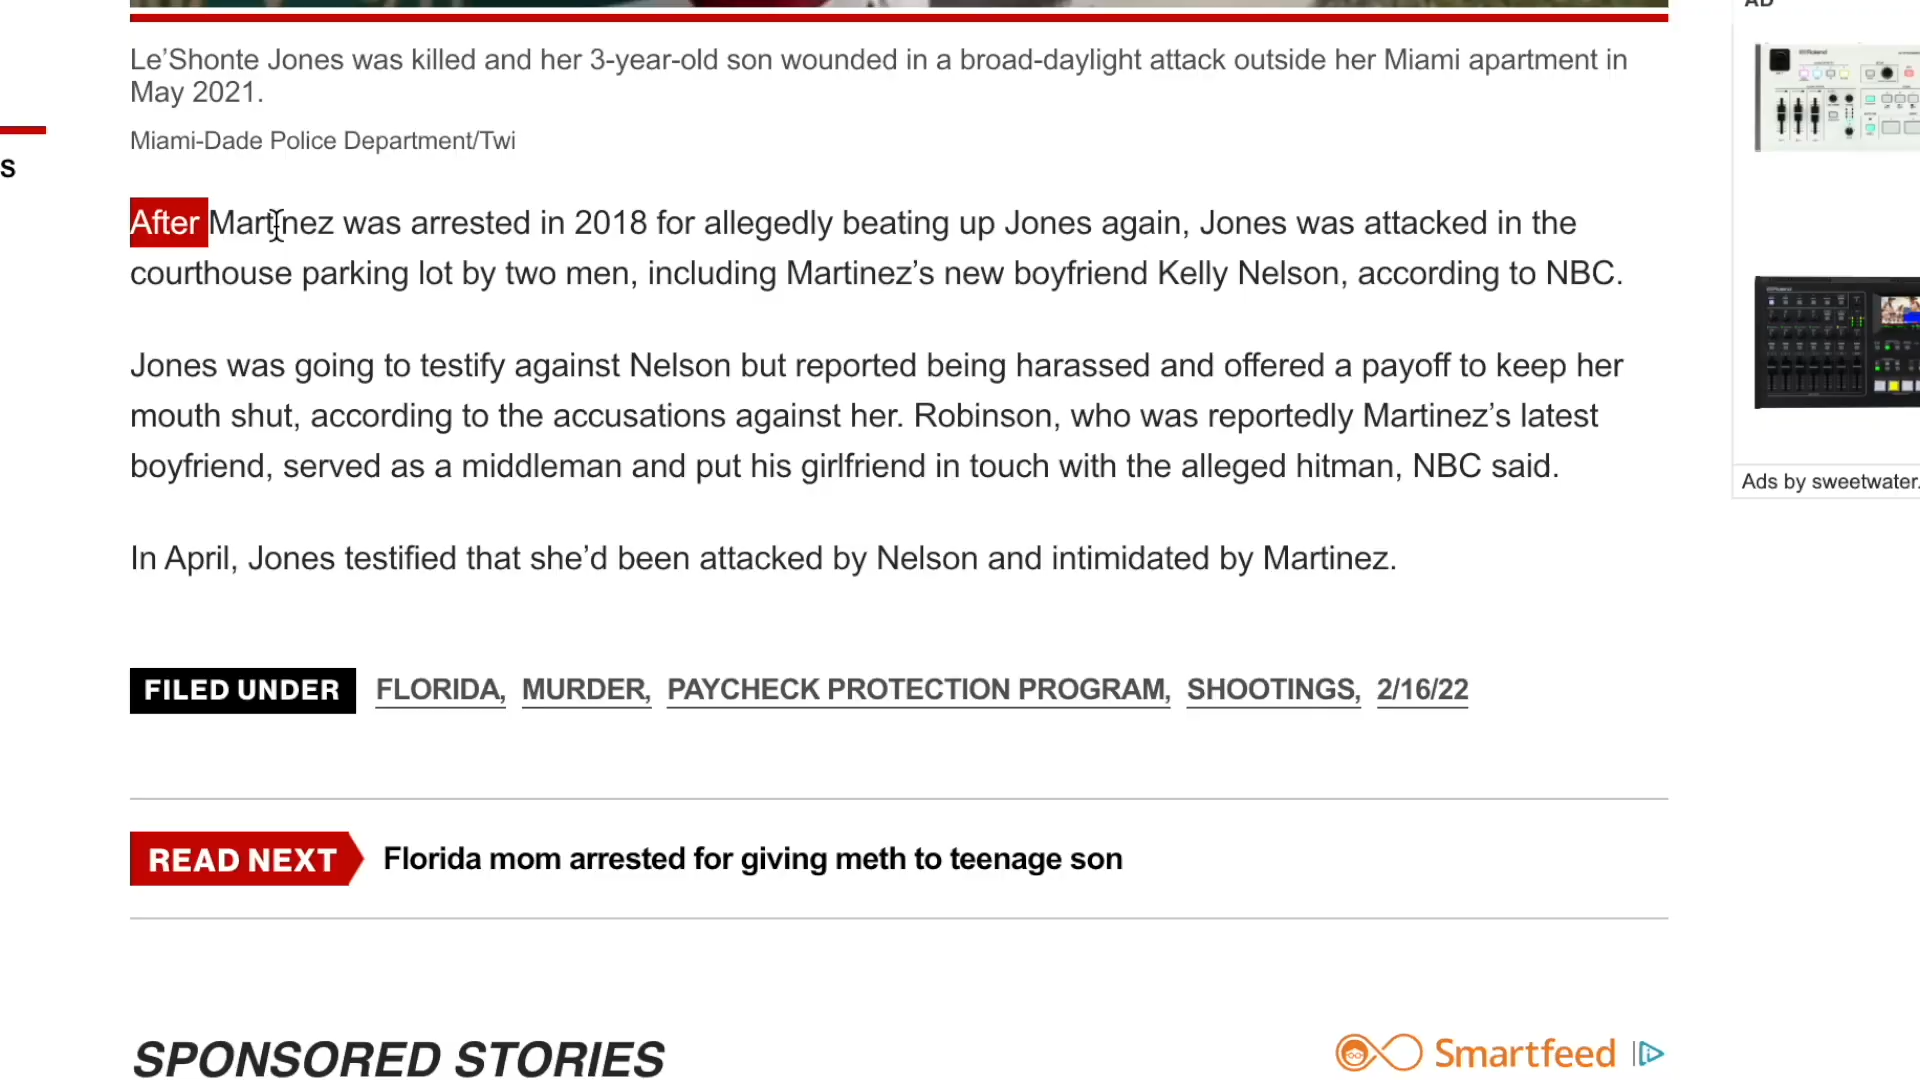 AD
Le’Shonte Jones was killed and her 3-year-old son wounded in a broad-daylight attack outside her Miami apartment in
May 2021.
Miami-Dade Police Department/Twi
S
After Martinez was arrested in 2018 for allegedly beating up Jones again, Jones was attacked in the
courthouse parking lot by two men, including Martinez’s new boyfriend Kelly Nelson, according to NBC.
Jones was going to testify against Nelson but reported being harassed and offered a payoff to keep her
mouth shut, according to the accusations against her. Robinson, who was reportedly Martinez’s latest
boyfriend, served as a middleman and put his girlfriend in touch with the alleged hitman, NBC said.
Ads by sweetwater.
In April, Jones testified that she’d been attacked by Nelson and intimidated by Martinez.
FILED UNDER FLORIDA, MURDER, PAYCHECK PROTECTION PROGRAM, SHOOTINGS, 2/16/22
READ NEXT Florida mom arrested for giving meth to teenage son
SPONSORED STORIES
Smartfeed